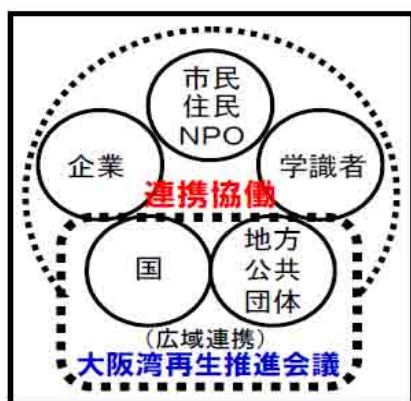 市民
住民
NPO
企業
学識者
連携協働
国
地方
公共
団体
(広域連携)
大阪湾再生推進会議